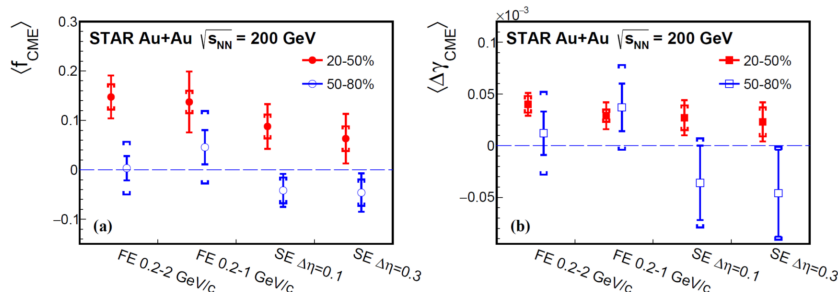 ⟨f_CME⟩
0.3
0.2
0.1
0
−0.1
STAR Au+Au √s_NN = 200 GeV
20-50%
50-80%
(a)
FE 0.2-2 GeV/c
FE 0.2-1 GeV/c
SE Δη=0.1
SE Δη=0.3
⟨Δγ_CME⟩
×10⁻³
0.1
0.05
0
−0.05
STAR Au+Au √s_NN = 200 GeV
20-50%
50-80%
(b)
FE 0.2-2 GeV/c
FE 0.2-1 GeV/c
SE Δη=0.1
SE Δη=0.3